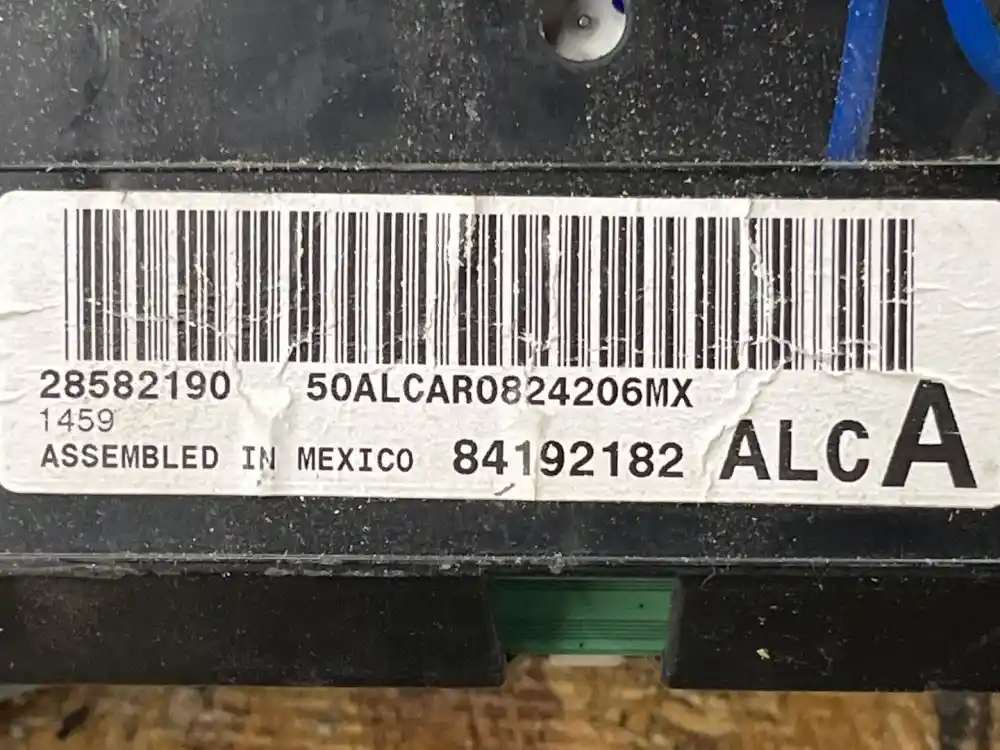 28582190 50ALCAR0824206MX
1459
ASSEMBLED IN MEXICO 84192182 ALC A